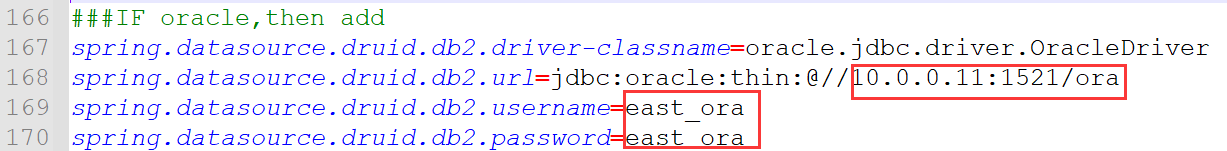 166 ###IF oracle,then add
167 spring.datasource.druid.db2.driver-classname=oracle.jdbc.driver.OracleDriver
168 spring.datasource.druid.db2.url=jdbc:oracle:thin:@//10.0.0.11:1521/ora
169 spring.datasource.druid.db2.username=east_ora
170 spring.datasource.druid.db2.password=east_ora